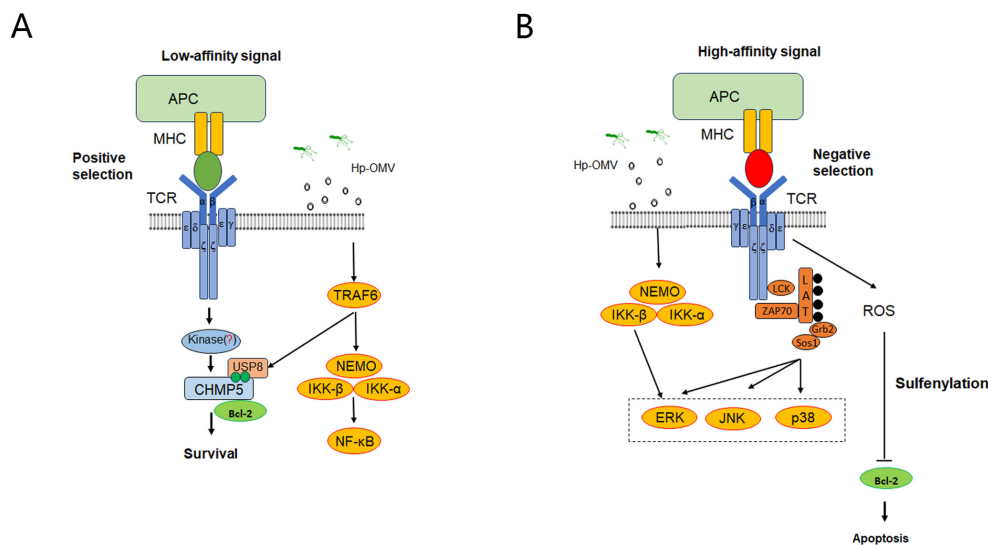 A
Low-affinity signal
APC
MHC
Positive
selection
Hp-OMV
TCR
α β
ε δ ε γ
ζ ζ
TRAF6
Kinase(?)
USP8
CHMP5
Bcl-2
NEMO
IKK-β IKK-α
NF-κB
Survival
B
High-affinity signal
APC
MHC
Hp-OMV
Negative
selection
TCR
β α
γ ε δ ε
ζ ζ
NEMO
IKK-β IKK-α
LCK
ZAP70
L
A
T
Grb2
Sos1
ROS
Sulfenylation
ERK JNK p38
Bcl-2
Apoptosis